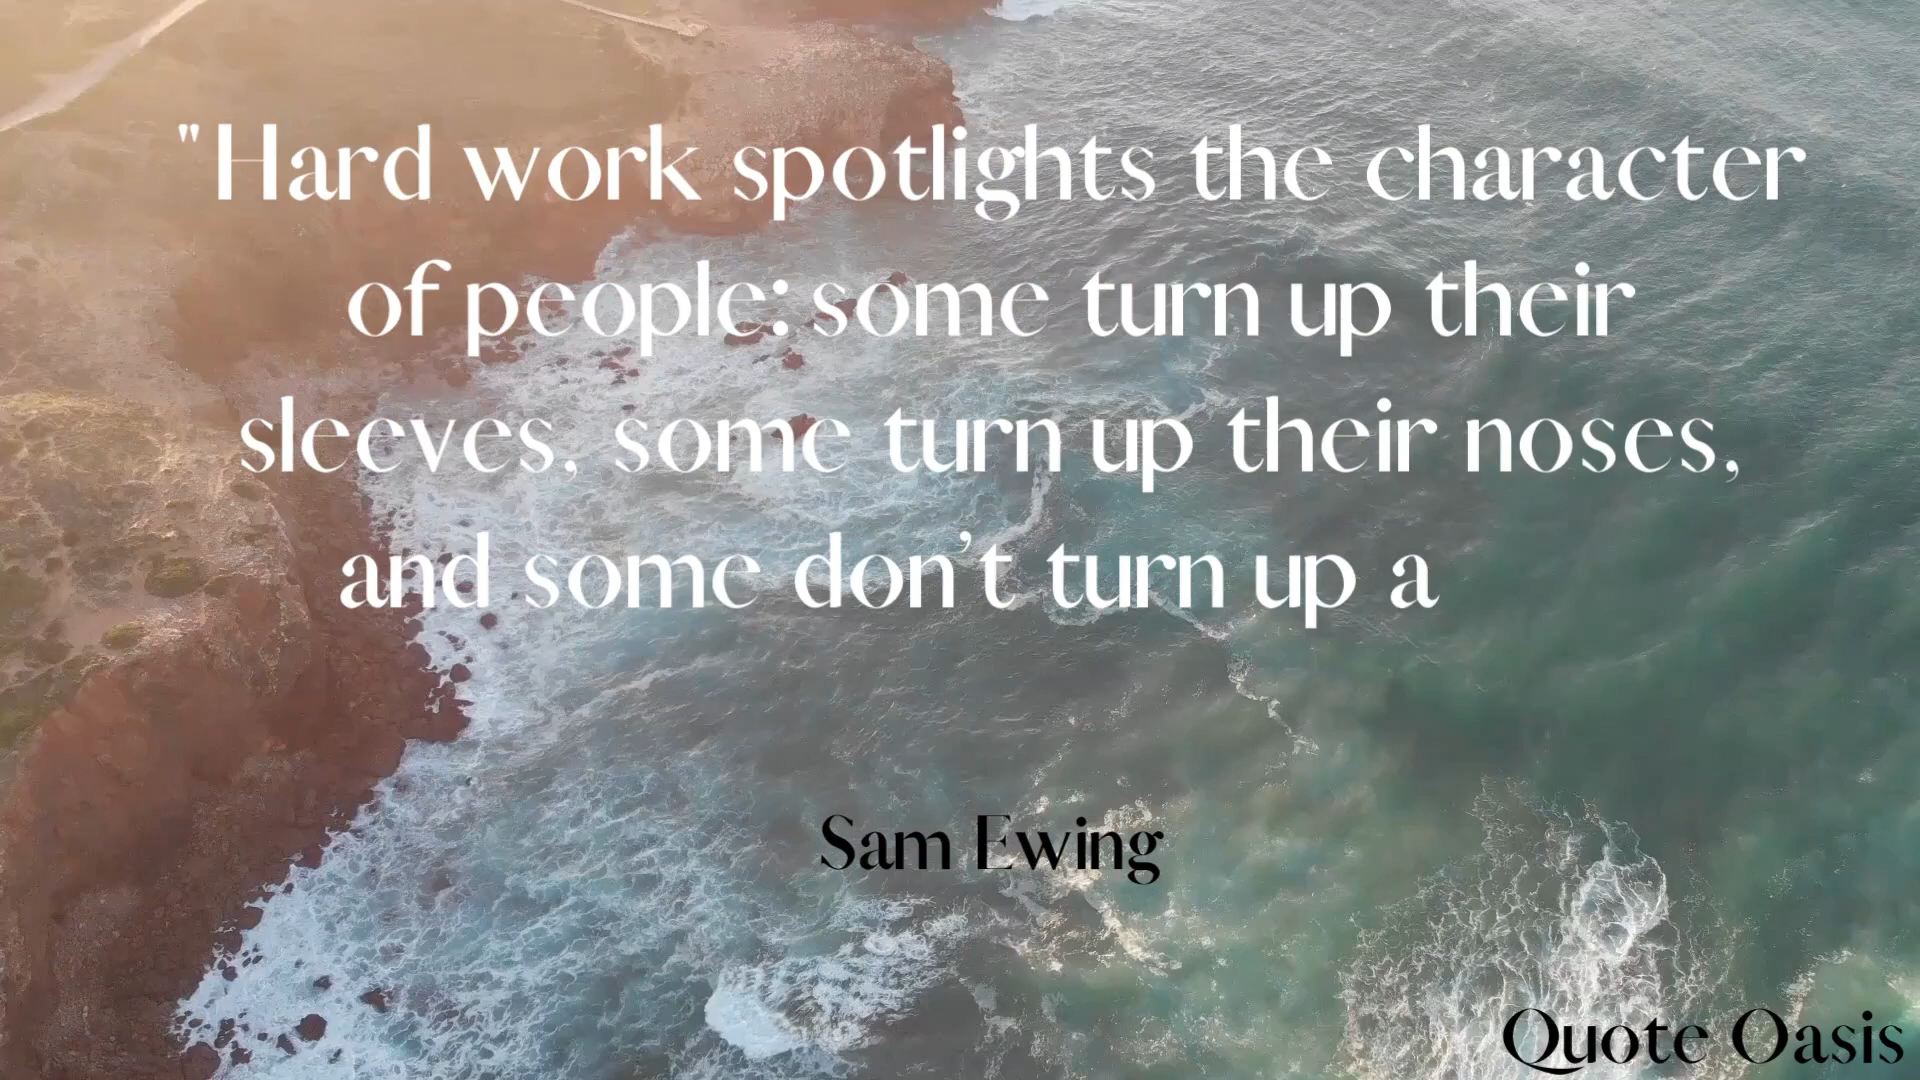 "Hard work spotlights the character
of people: some turn up their
sleeves, some turn up their noses,
and some don't turn up a
Sam Ewing
Quote Oasis